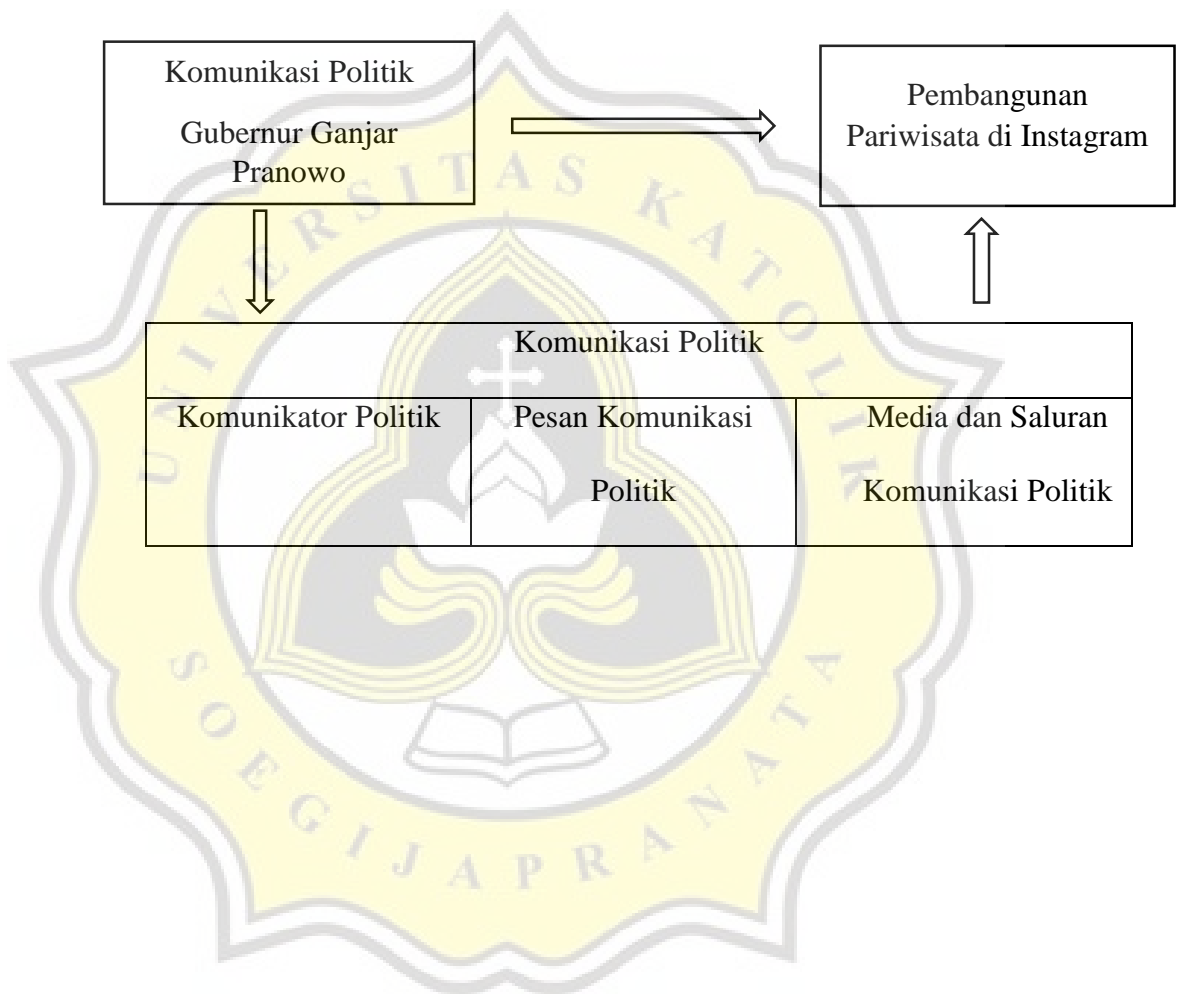 Komunikasi Politik
Gubernur Ganjar
Pranowo
Pembangunan
Pariwisata di Instagram
Komunikasi Politik
Komunikator Politik
Pesan Komunikasi
Politik
Media dan Saluran
Komunikasi Politik
UNIVERSITAS KATOLIK
SOEGIJAPRANATA